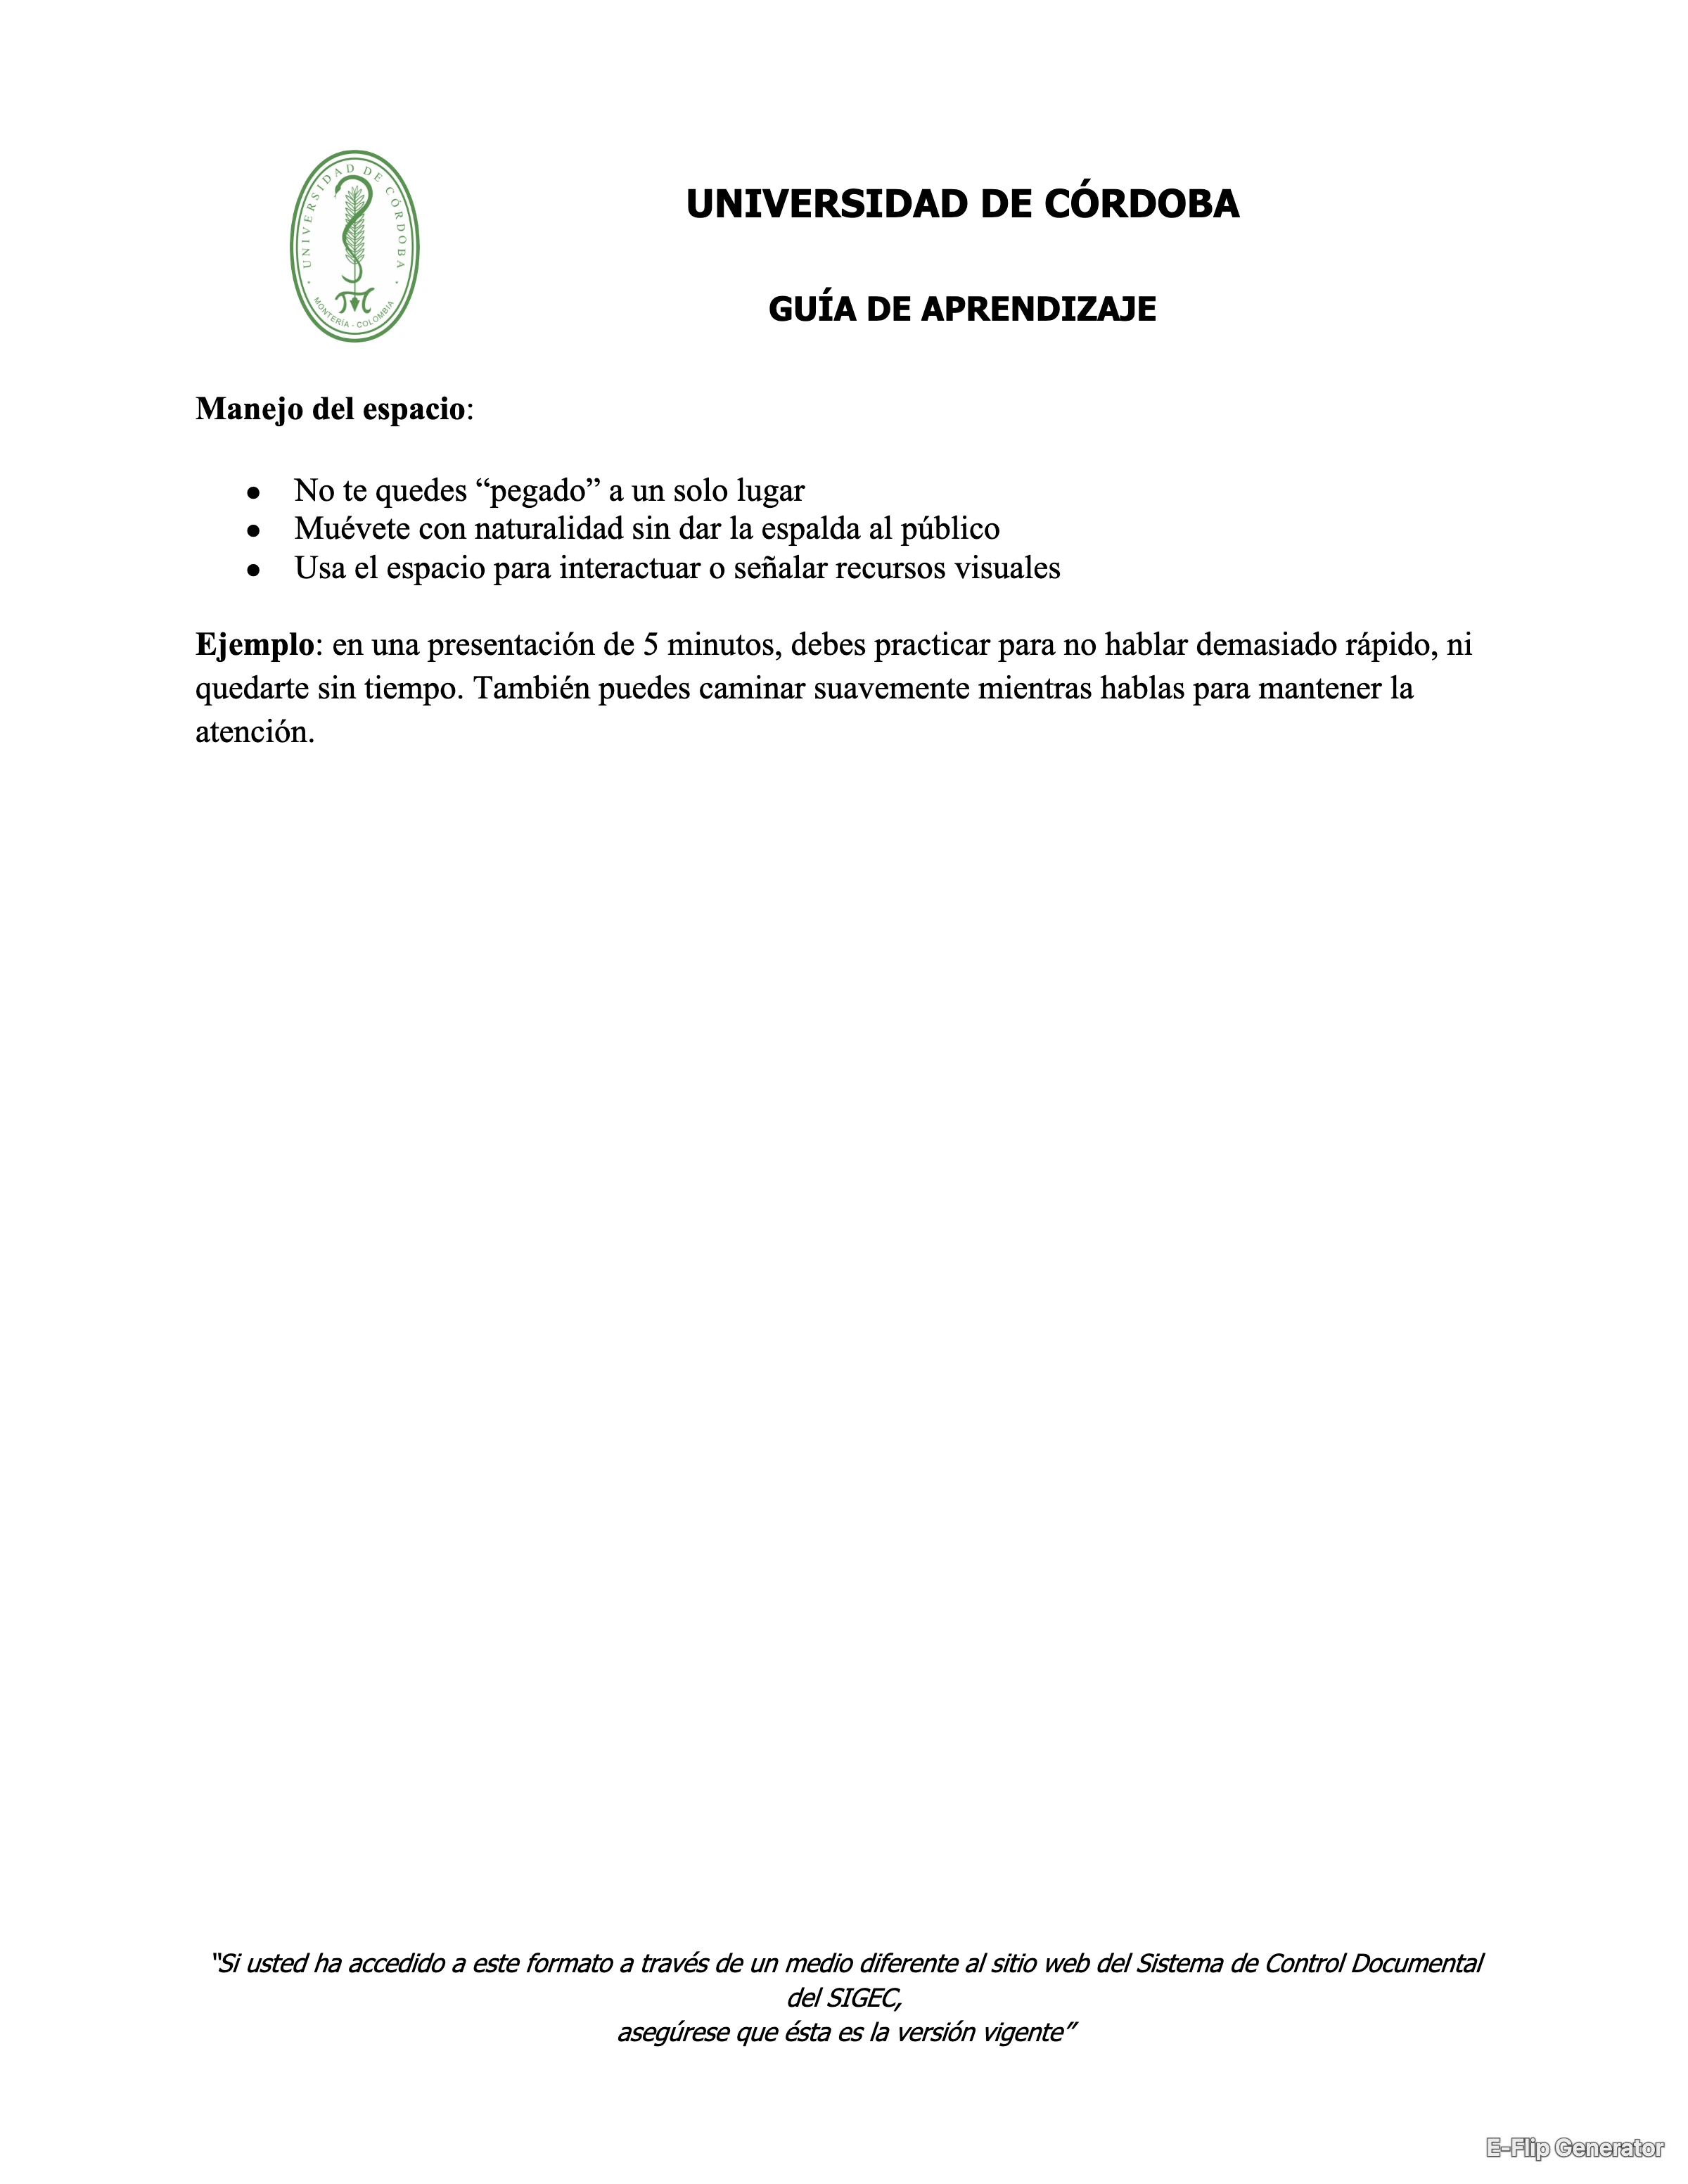 UNIVERSIDAD DE CÓRDOBA
MONTERÍA - COLOMBIA
UNIVERSIDAD DE CÓRDOBA
GUÍA DE APRENDIZAJE
Manejo del espacio:
● No te quedes “pegado” a un solo lugar
● Muévete con naturalidad sin dar la espalda al público
● Usa el espacio para interactuar o señalar recursos visuales
Ejemplo: en una presentación de 5 minutos, debes practicar para no hablar demasiado rápido, ni
quedarte sin tiempo. También puedes caminar suavemente mientras hablas para mantener la
atención.
“Si usted ha accedido a este formato a través de un medio diferente al sitio web del Sistema de Control Documental
del SIGEC,
asegúrese que ésta es la versión vigente”
E-Flip Generator